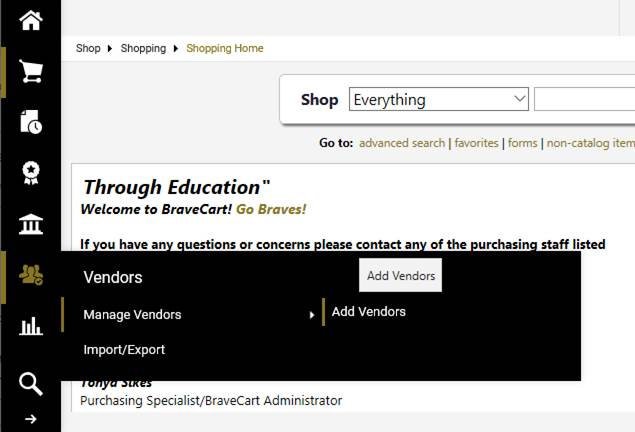 Shop Shopping Shopping Home
Shop Everything
Go to: advanced search | favorites | forms | non-catalog item
Through Education"
Welcome to BraveCart! Go Braves!
If you have any questions or concerns please contact any of the purchasing staff listed
Vendors
Add Vendors
Manage Vendors
Add Vendors
Import/Export
Tonya Sikes
Purchasing Specialist/BraveCart Administrator